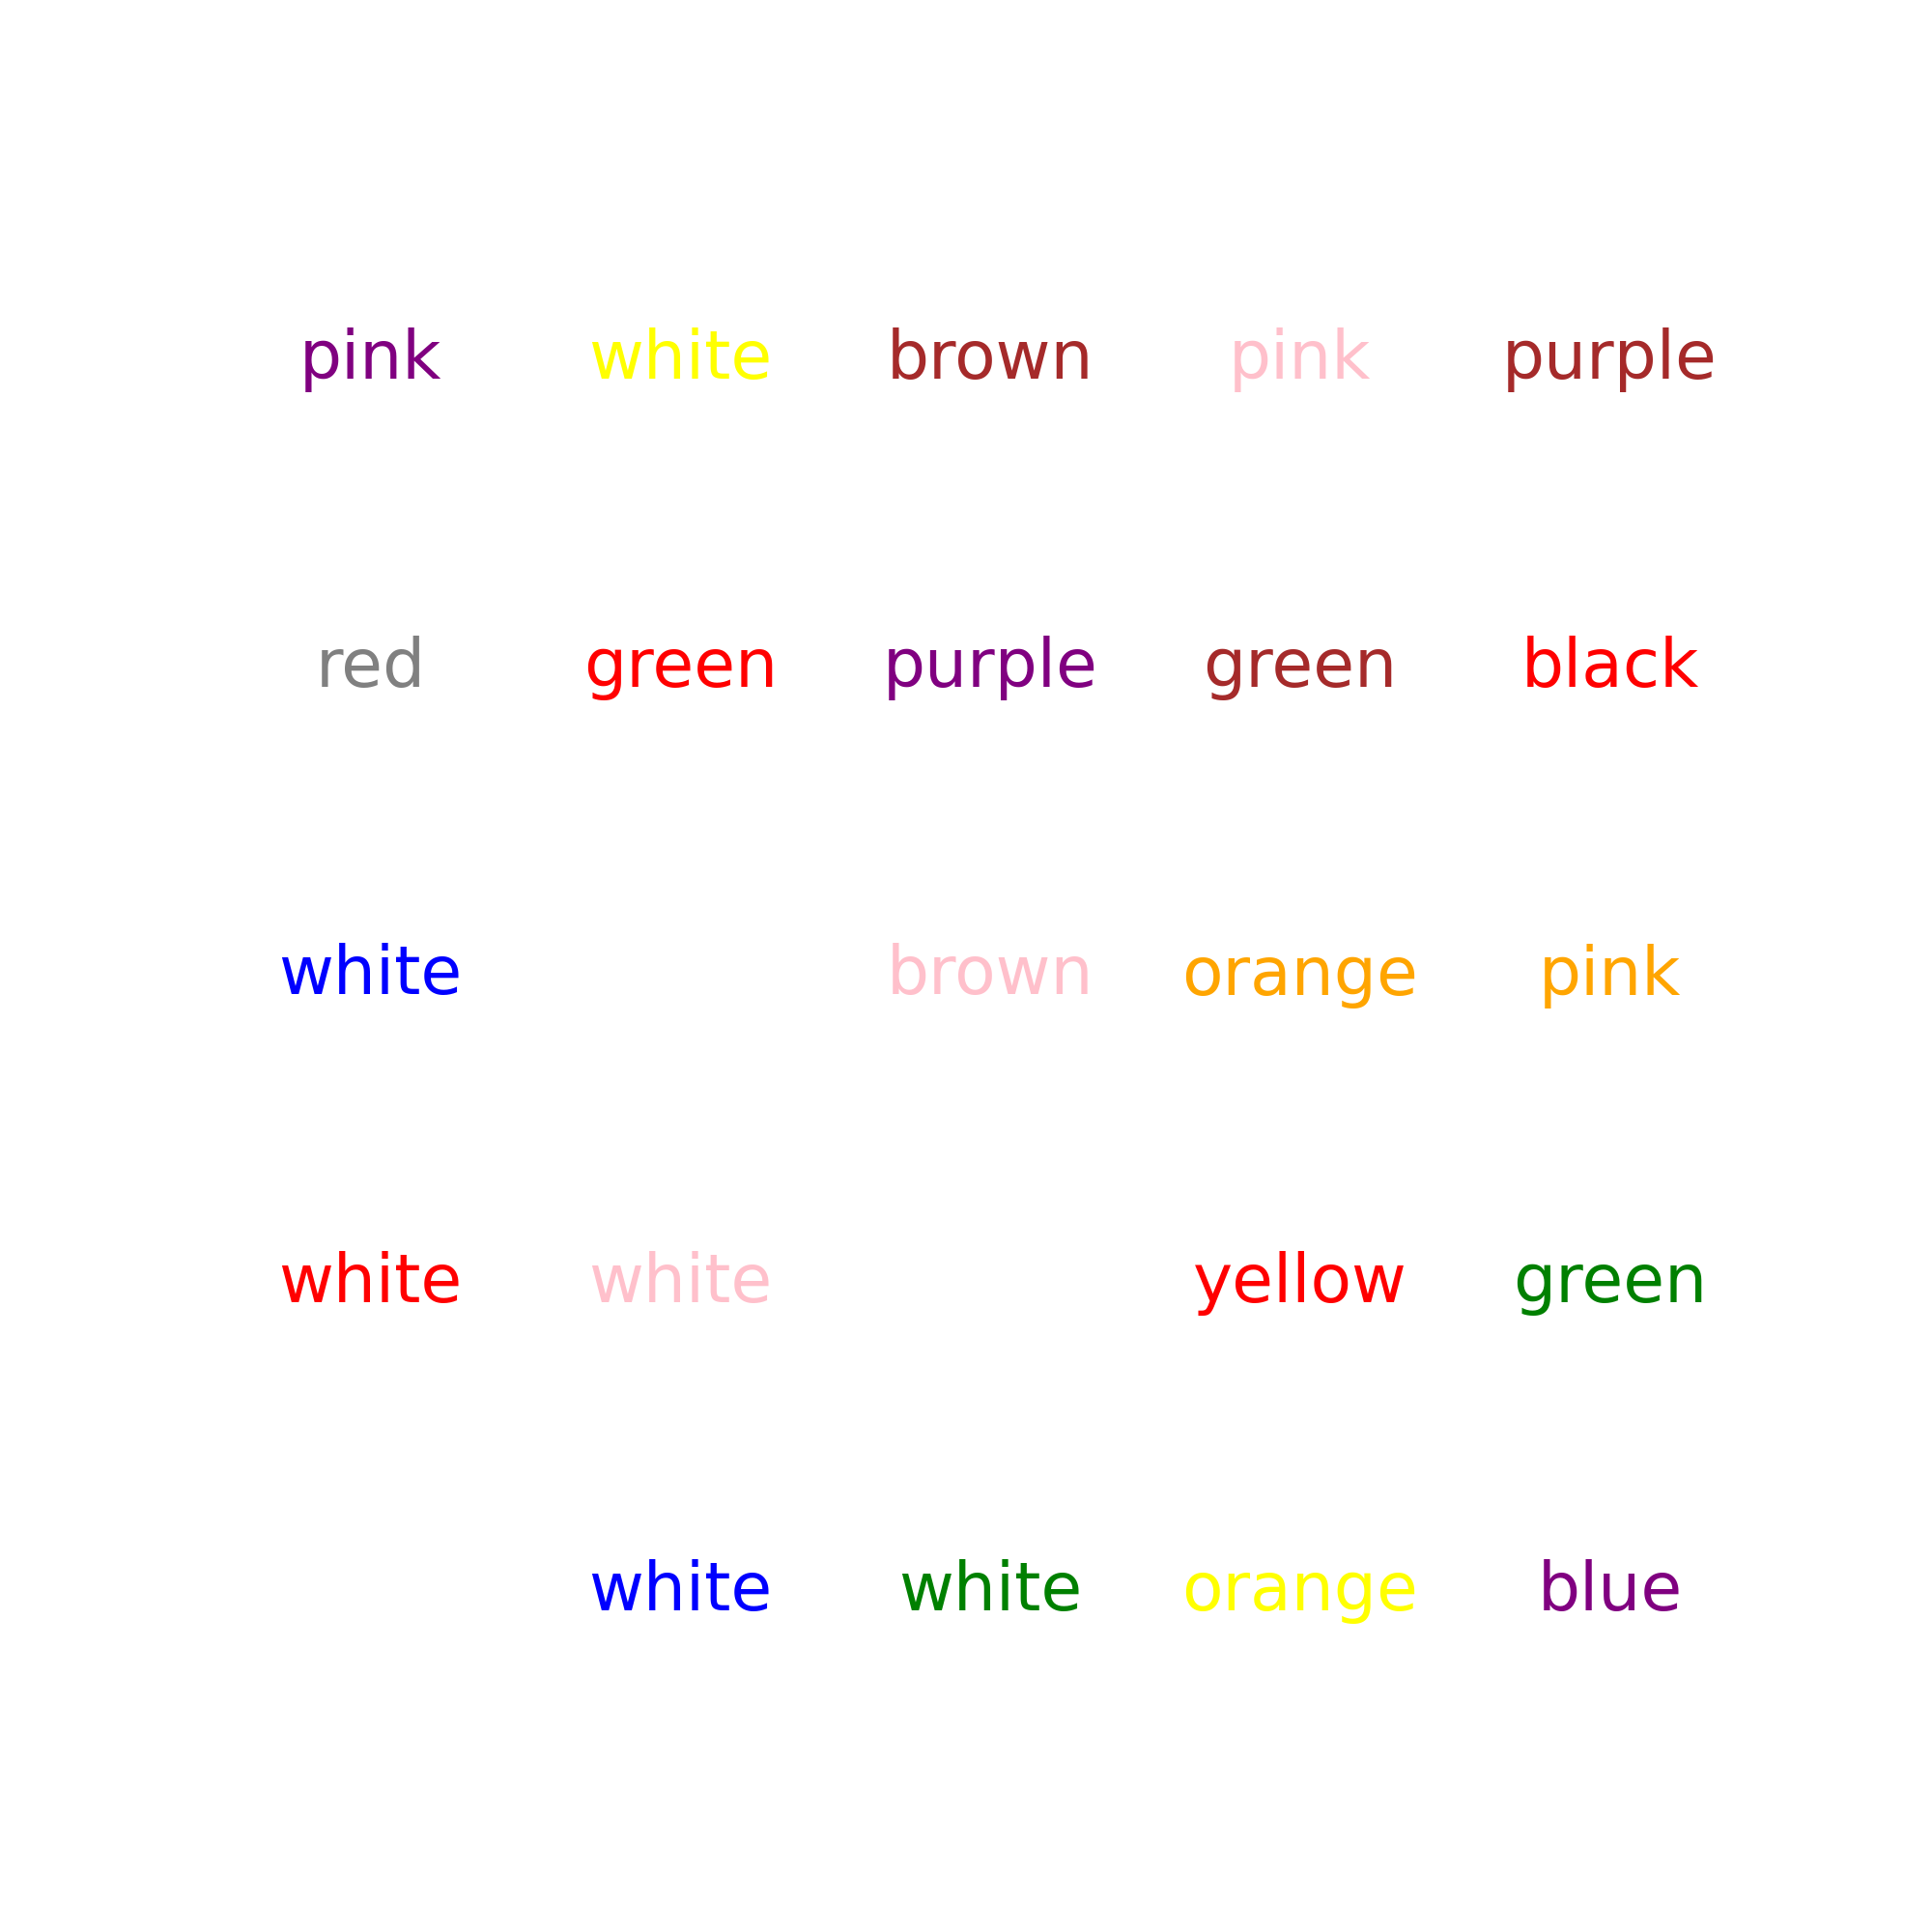 pink white brown pink purple
red green purple green black
white brown orange pink
white white yellow green
white white orange blue